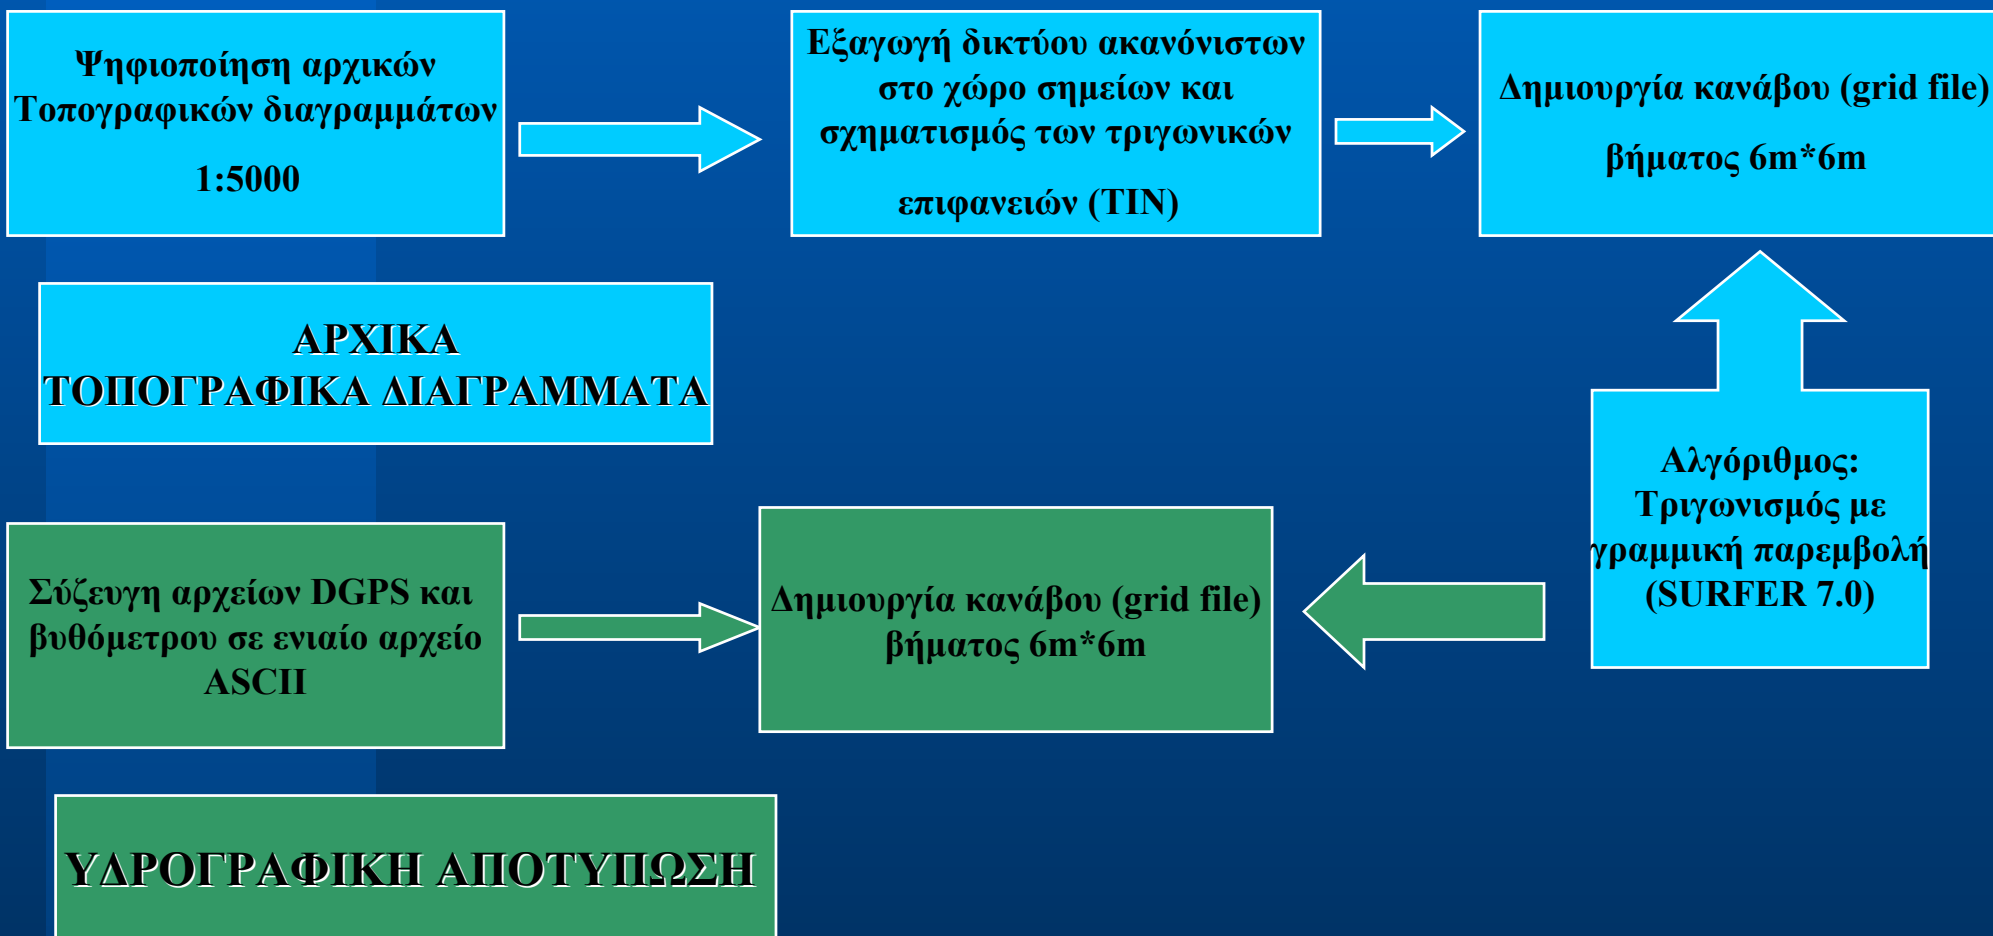 Ψηφιοποίηση αρχικών
Τοπογραφικών διαγραμμάτων
1:5000
Εξαγωγή δικτύου ακανόνιστων
στο χώρο σημείων και
σχηματισμός των τριγωνικών
επιφανειών (TIN)
Δημιουργία κανάβου (grid file)
βήματος 6m*6m
ΑΡΧΙΚΑ
ΤΟΠΟΓΡΑΦΙΚΑ ΔΙΑΓΡΑΜΜΑΤΑ
Αλγόριθμος:
Τριγωνισμός με
γραμμική παρεμβολή
(SURFER 7.0)
Σύζευγη αρχείων DGPS και
βυθόμετρου σε ενιαίο αρχείο
ASCII
Δημιουργία κανάβου (grid file)
βήματος 6m*6m
ΥΔΡΟΓΡΑΦΙΚΗ ΑΠΟΤΥΠΩΣΗ